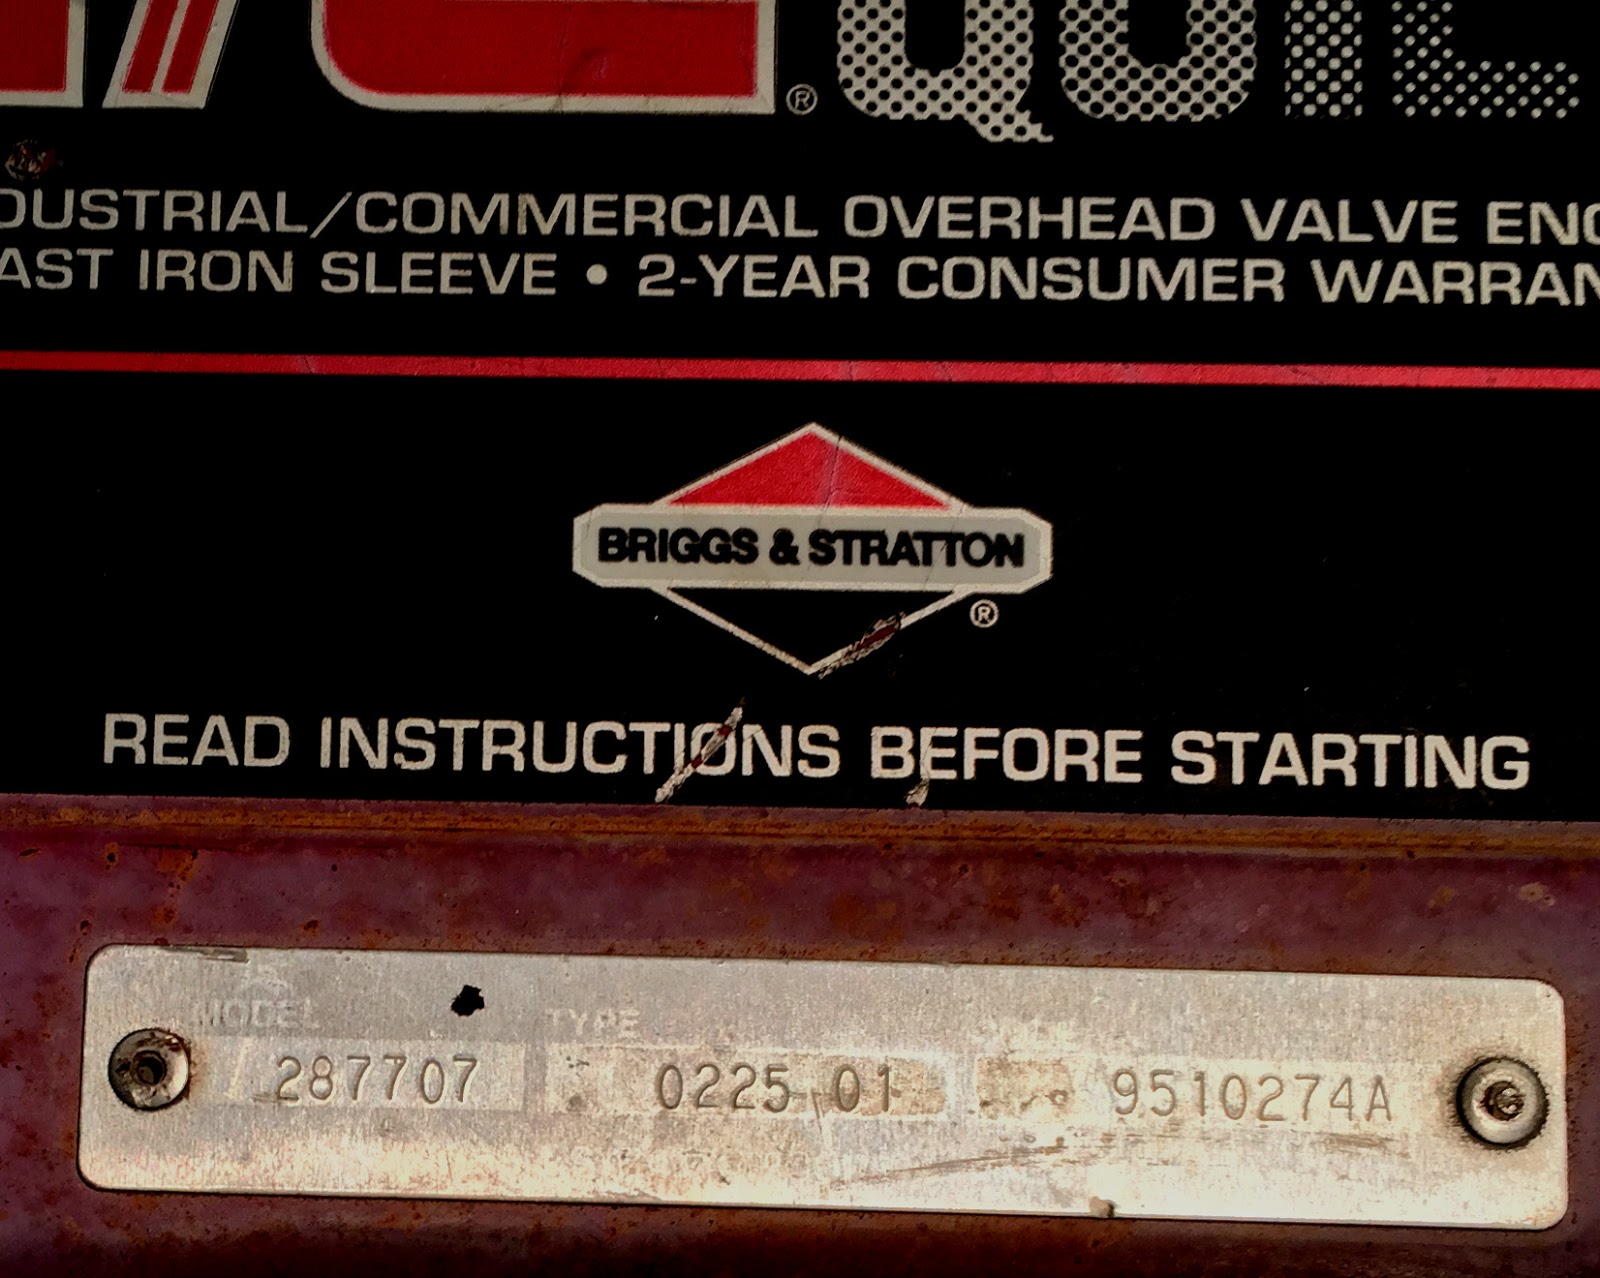 I/C® QUIE
DUSTRIAL/COMMERCIAL OVERHEAD VALVE ENG
AST IRON SLEEVE • 2-YEAR CONSUMER WARRAN
BRIGGS & STRATTON
®
READ INSTRUCTIONS BEFORE STARTING
MODEL TYPE
287707 0225 01 9510274A